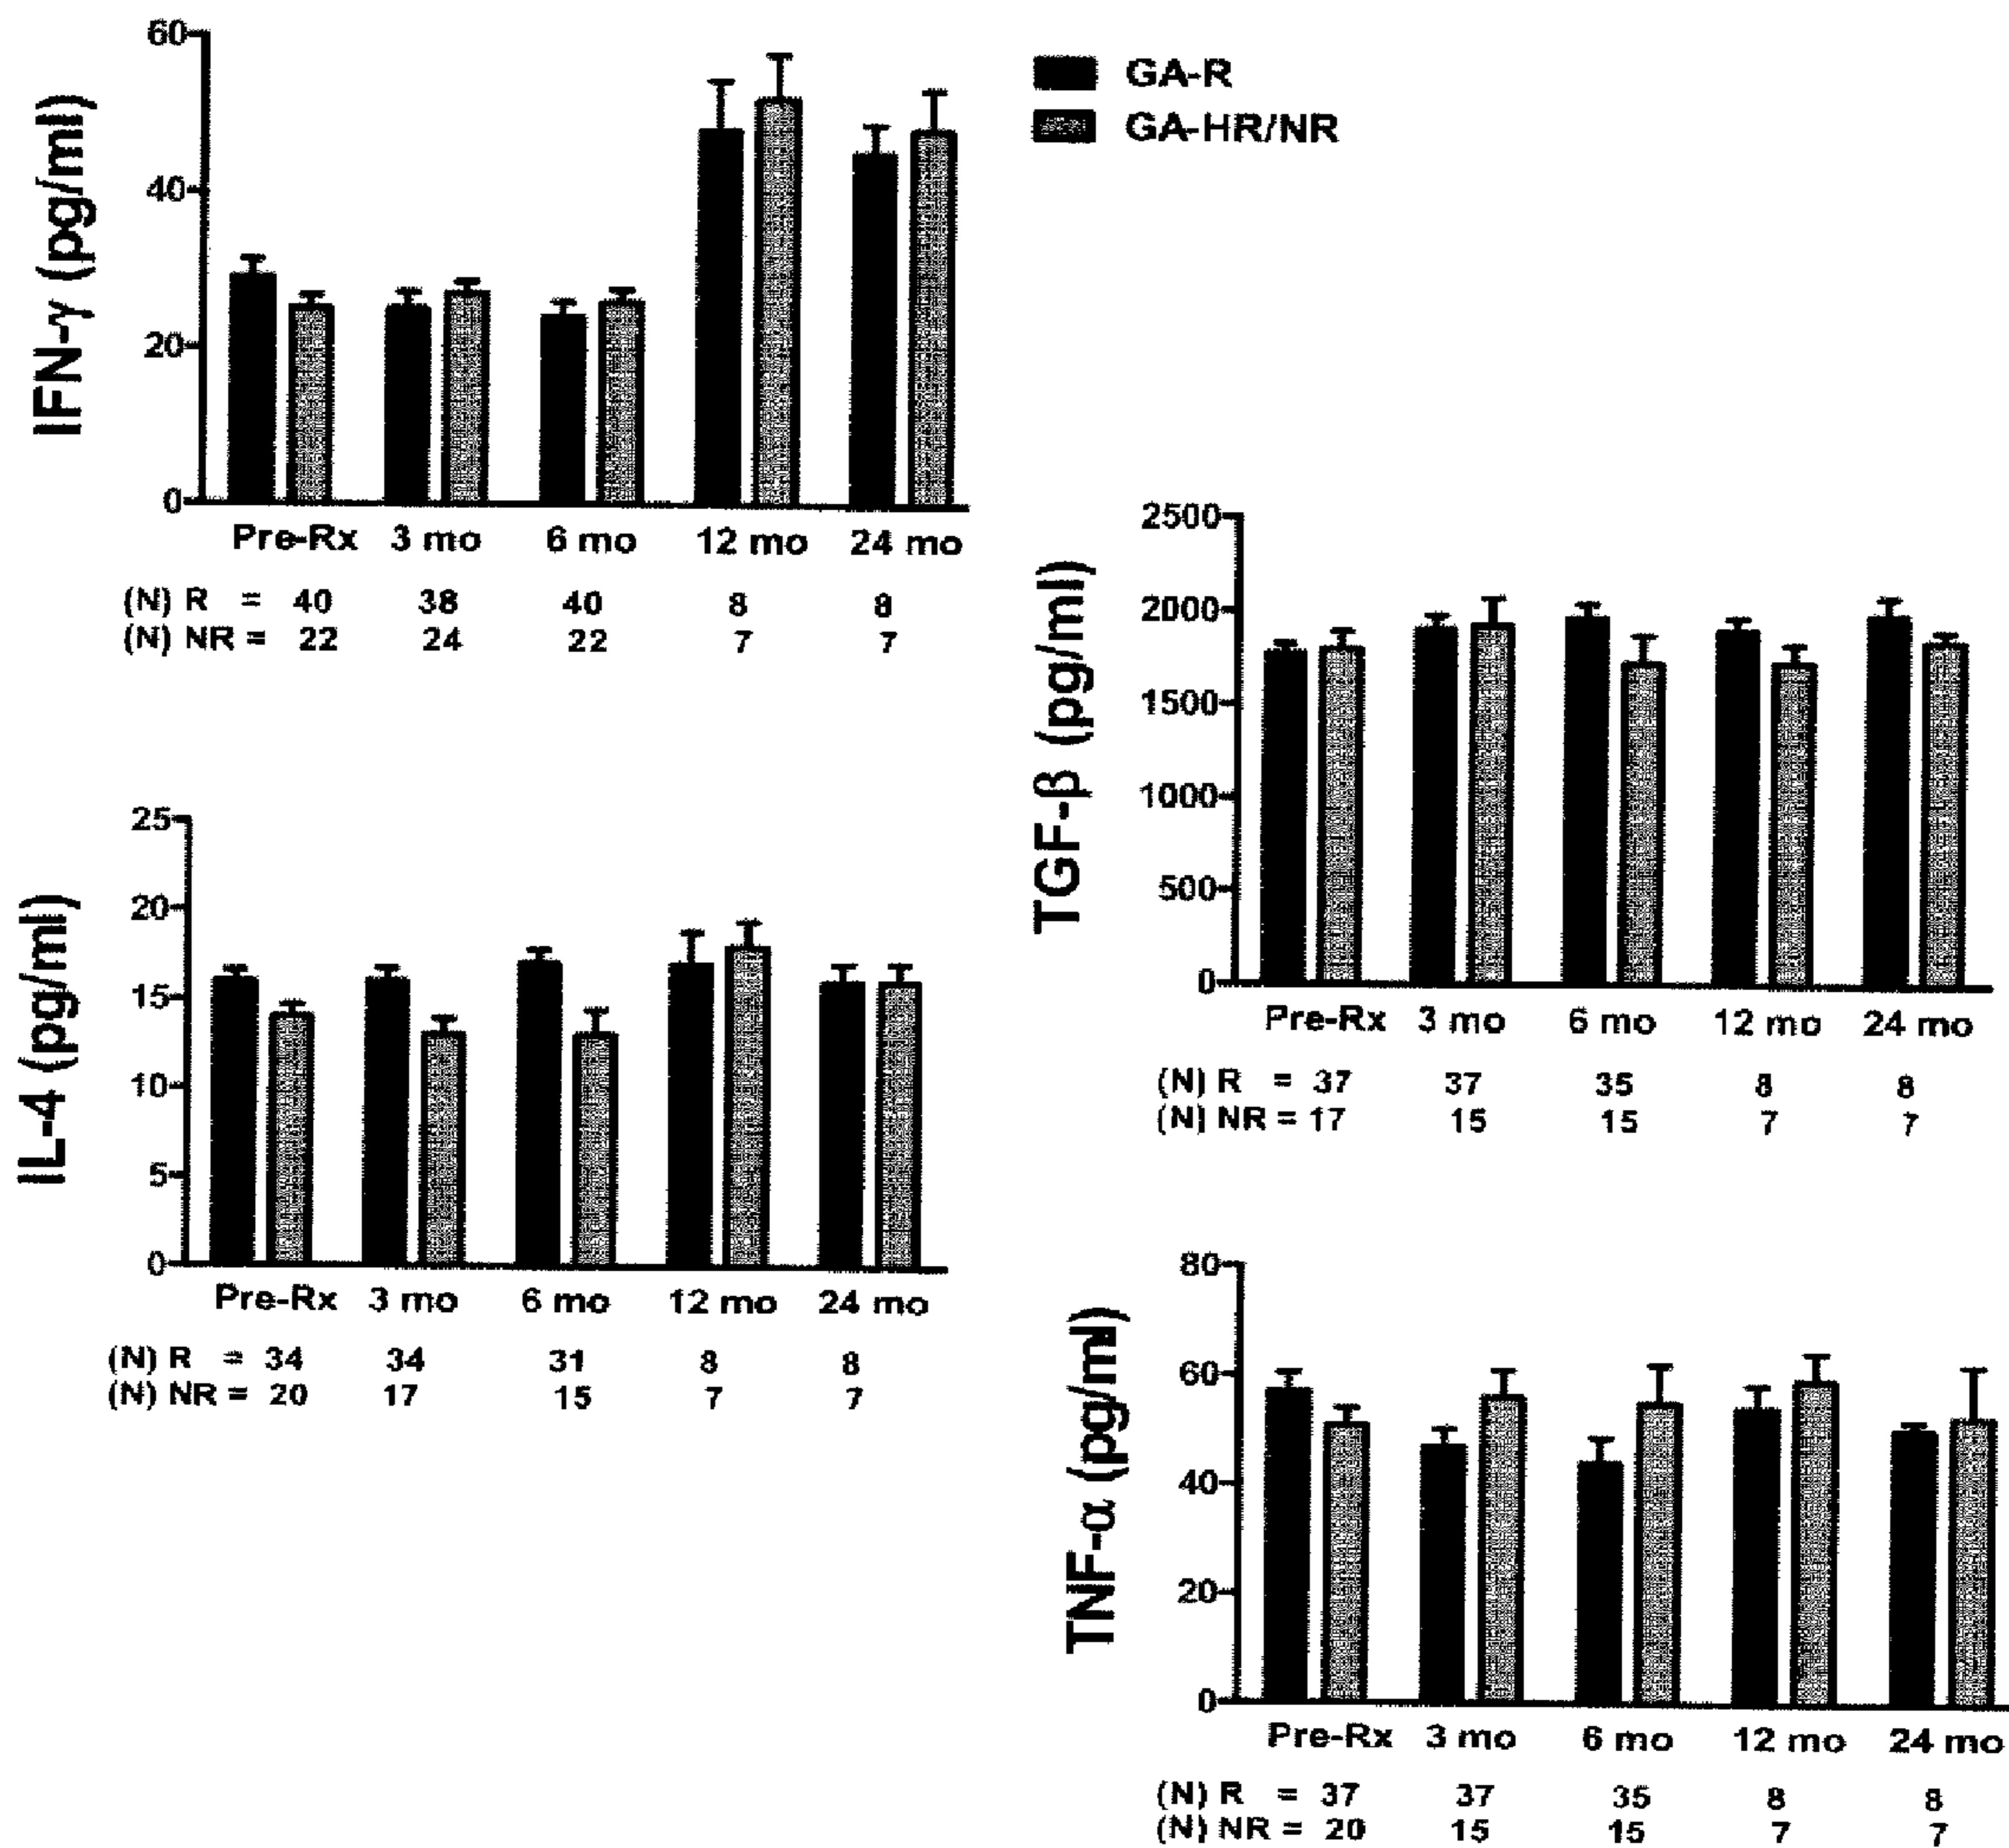 IFN-γ (pg/ml)
60
40
20
0
Pre-Rx 3 mo 6 mo 12 mo 24 mo
(N) R = 40 38 40 8 8
(N) NR = 22 24 22 7 7
GA-R
GA-HR/NR
IL-4 (pg/ml)
25
20
15
10
5
0
Pre-Rx 3 mo 6 mo 12 mo 24 mo
(N) R = 34 34 31 8 8
(N) NR = 20 17 15 7 7
TGF-β (pg/ml)
2500
2000
1500
1000
500
0
Pre-Rx 3 mo 6 mo 12 mo 24 mo
(N) R = 37 37 35 8 8
(N) NR = 17 15 15 7 7
TNF-α (pg/ml)
80
60
40
20
0
Pre-Rx 3 mo 6 mo 12 mo 24 mo
(N) R = 37 37 35 8 8
(N) NR = 20 15 15 7 7